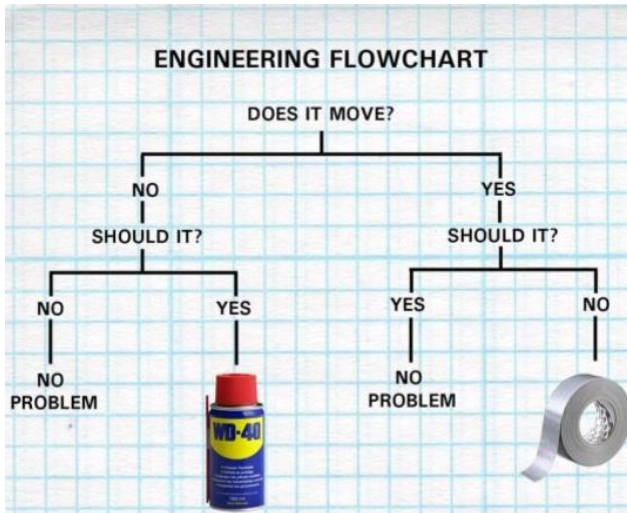 ENGINEERING FLOWCHART
DOES IT MOVE?
NO
YES
SHOULD IT?
SHOULD IT?
NO
YES
YES
NO
NO
PROBLEM
NO
PROBLEM
WD-40